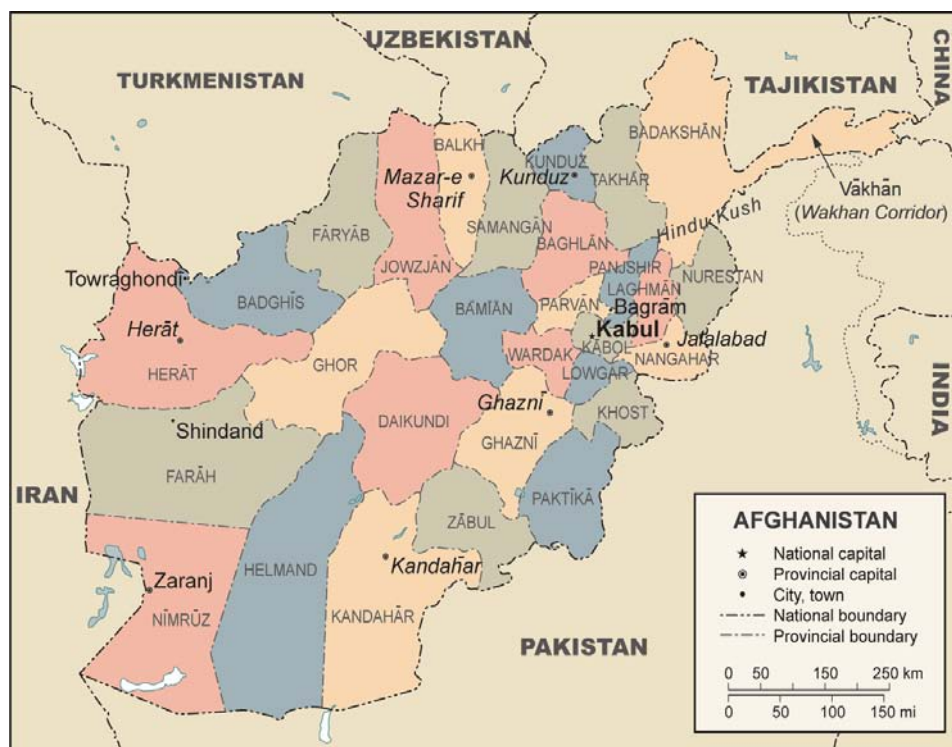 UZBEKISTAN
CHINA
TURKMENISTAN
TAJIKISTAN
BADAKSHĀN
BALKH
KUNDUZ
Mazar-e
Sharif
Kunduz
TAKHĀR
Vākhān
(Wakhan Corridor)
Hindu Kush
FĀRYĀB
SAMANGĀN
BAGHLĀN
JOWZJĀN
PANJSHIR
NURESTAN
Towraghondi
BADGHĪS
LAGHMĀN
BĀMĪĀN
PARVĀN
Bagrām
Herāt
Kabul
Jalalabad
KĀBOL
WARDAK
NANGAHAR
GHOR
LOWGAR
HERĀT
INDIA
Ghaznī
KHOST
Shindand
DAIKUNDI
GHAZNĪ
FARĀH
IRAN
PAKTĪKĀ
ZĀBUL
Kandahār
HELMAND
Zaranj
NĪMRŪZ
KANDAHĀR
PAKISTAN
AFGHANISTAN
National capital
Provincial capital
City, town
National boundary
Provincial boundary
0 50 150 250 km
0 50 100 150 mi